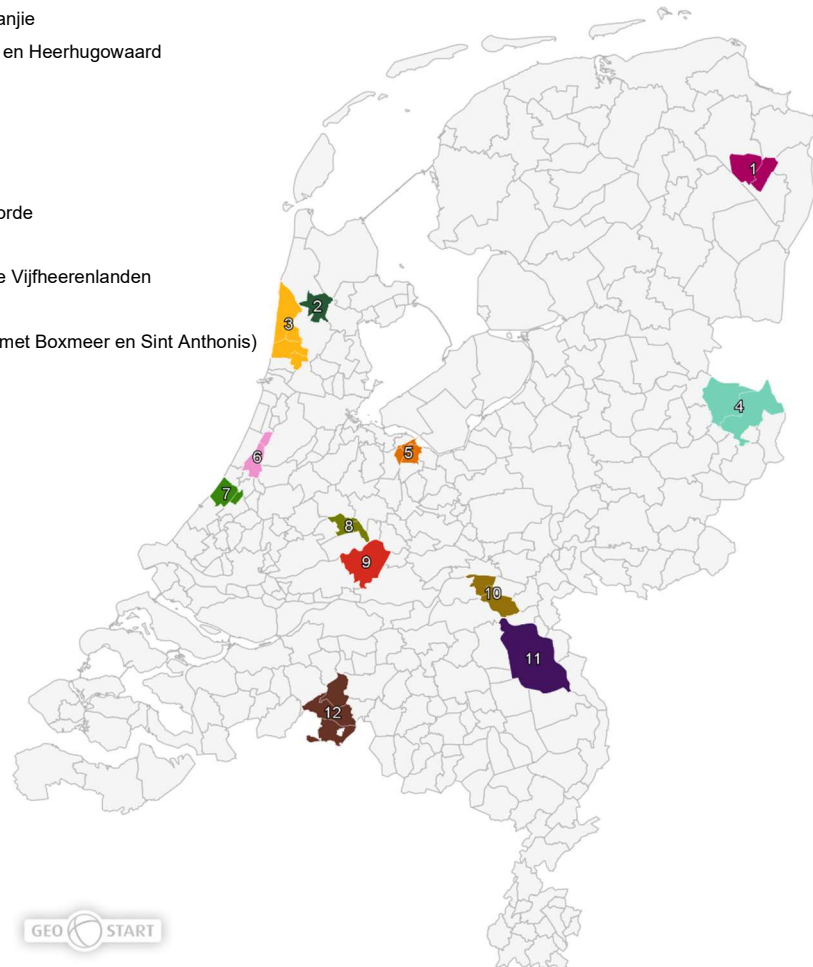 anjie
en Heerhugowaard
orde
e Vijfheerenlanden
met Boxmeer en Sint Anthonis)
1
2
3
4
5
6
7
8
9
10
11
12
GEO START